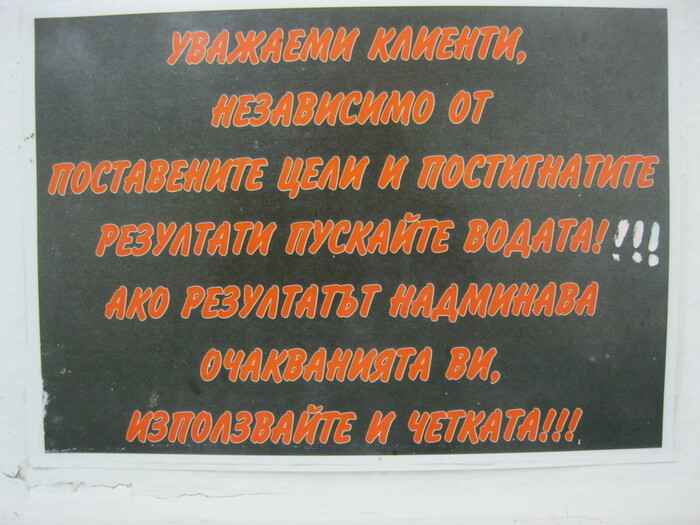 УВАЖАЕМИ КЛИЕНТИ,
НЕЗАВИСИМО ОТ
ПОСТАВЕНИТЕ ЦЕЛИ И ПОСТИГНАТИТЕ
РЕЗУЛТАТИ ПУСКАЙТЕ ВОДАТА! !!!
АКО РЕЗУЛТАТЪТ НАДМИНАВА
ОЧАКВАНИЯТА ВИ,
ИЗПОЛЗВАЙТЕ И ЧЕТКАТА!!!